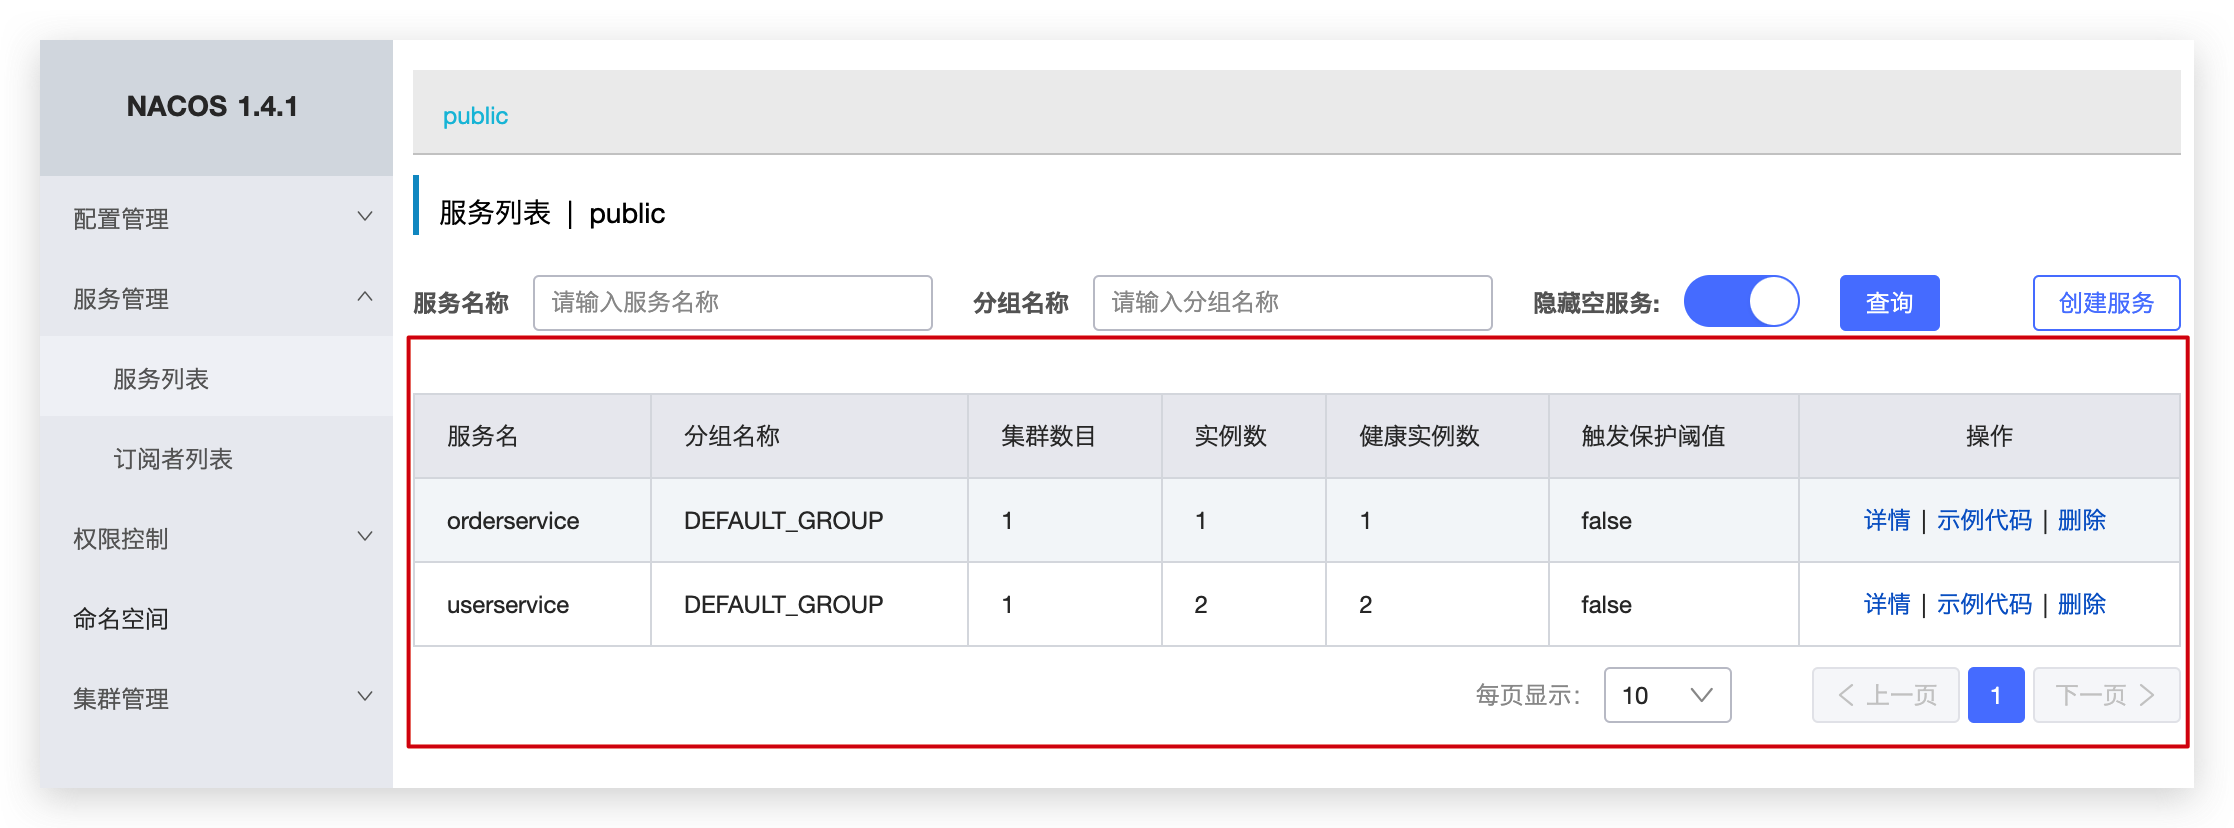 NACOS 1.4.1
配置管理
服务管理
服务列表
订阅者列表
权限控制
命名空间
集群管理
public
服务列表 | public
服务名称 请输入服务名称 分组名称 请输入分组名称 隐藏空服务: 查询 创建服务
服务名 分组名称 集群数目 实例数 健康实例数 触发保护阈值 操作
orderservice DEFAULT_GROUP 1 1 1 false 详情 | 示例代码 | 删除
userservice DEFAULT_GROUP 1 2 2 false 详情 | 示例代码 | 删除
每页显示: 10 上一页 1 下一页